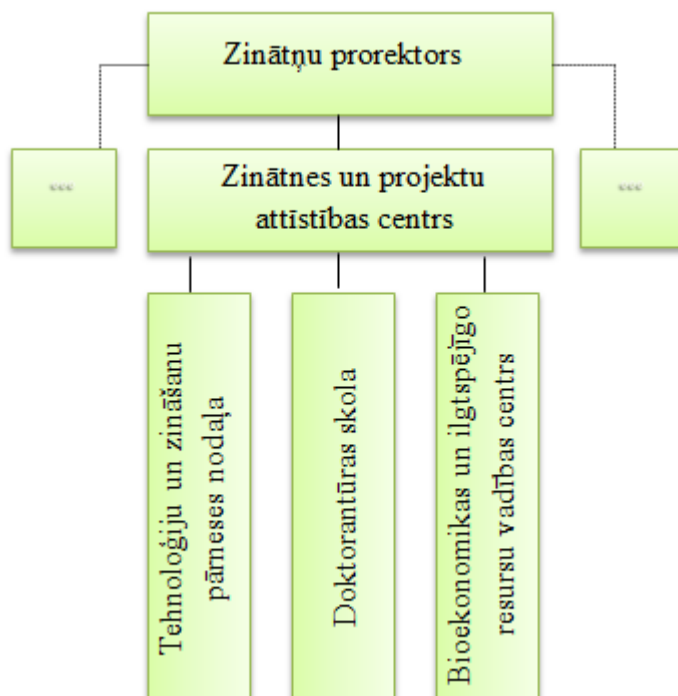 Zinātņu prorektors
...
Zinātnes un projektu
attīstības centrs
...
Tehnoloģiju un zināšanu
pārneses nodaļa
Doktorantūras skola
Bioekonomikas un ilgtspējīgo
resursu vadības centrs